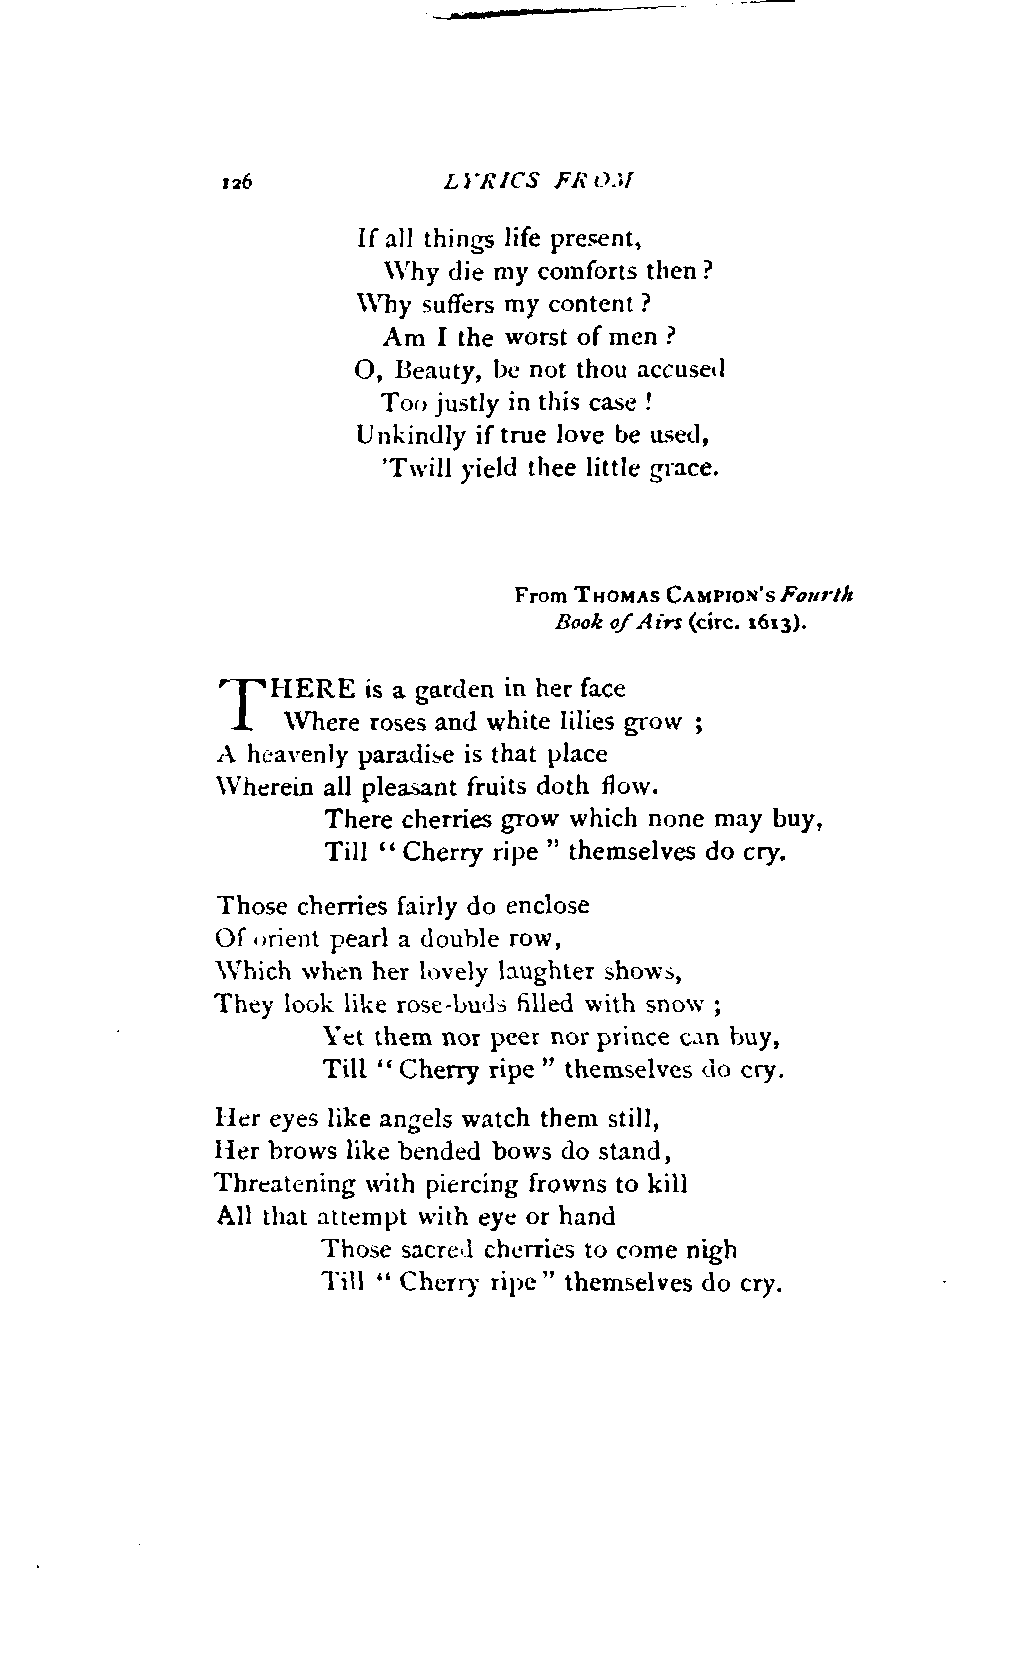 126 LYRICS FROM
If all things life present,
Why die my comforts then ?
Why suffers my content ?
Am I the worst of men ?
O, Beauty, be not thou accused
Too justly in this case !
Unkindly if true love be used,
'Twill yield thee little grace.
From THOMAS CAMPION'S Fourth
Book of Airs (circ. 1613).
THERE is a garden in her face
Where roses and white lilies grow ;
A heavenly paradise is that place
Wherein all pleasant fruits doth flow.
There cherries grow which none may buy,
Till “ Cherry ripe ” themselves do cry.
Those cherries fairly do enclose
Of orient pearl a double row,
Which when her lovely laughter shows,
They look like rose-buds filled with snow ;
Yet them nor peer nor prince can buy,
Till “ Cherry ripe ” themselves do cry.
Her eyes like angels watch them still,
Her brows like bended bows do stand,
Threatening with piercing frowns to kill
All that attempt with eye or hand
Those sacred cherries to come nigh
Till “ Cherry ripe ” themselves do cry.